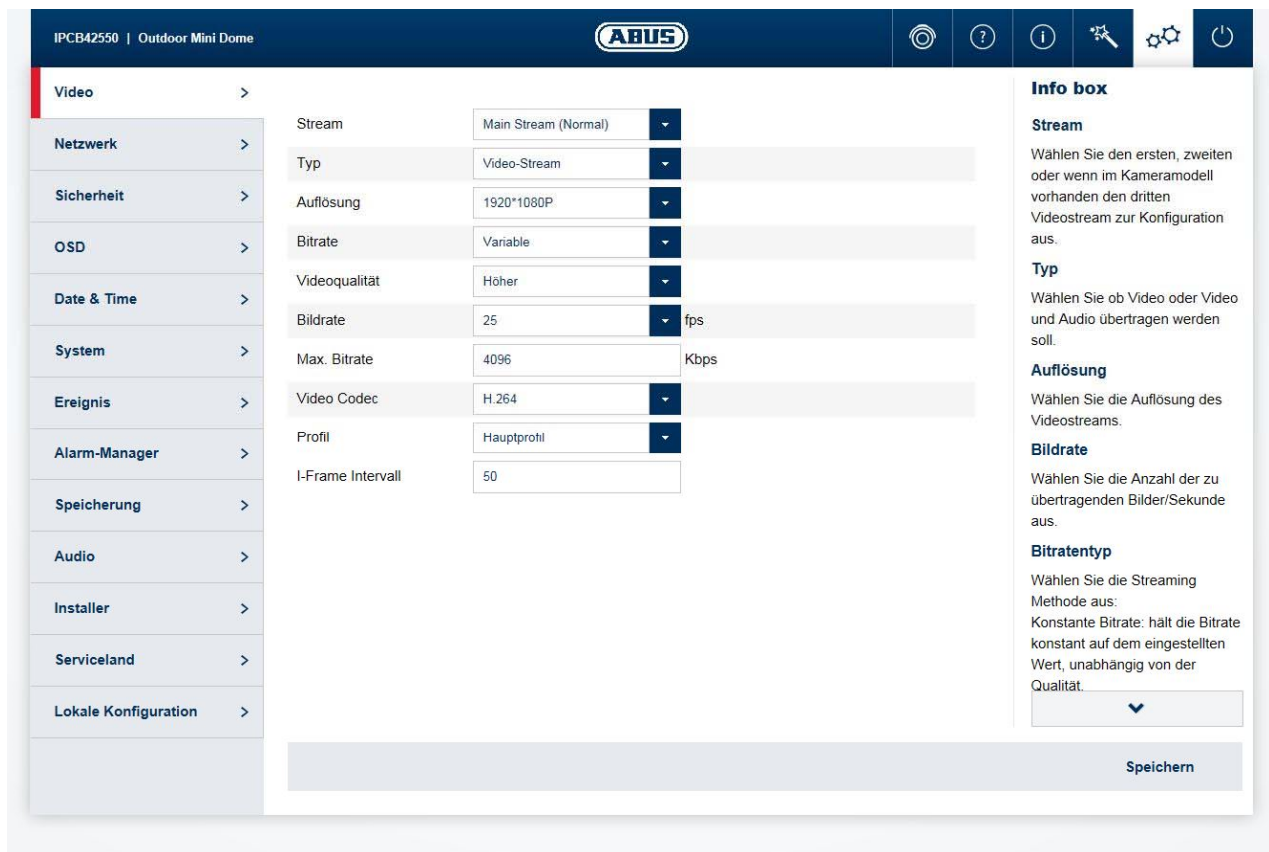 IPCB42550 | Outdoor Mini Dome
ABUS
Video
Netzwerk
Sicherheit
OSD
Date & Time
System
Ereignis
Alarm-Manager
Speicherung
Audio
Installer
Serviceland
Lokale Konfiguration
Stream Main Stream (Normal)
Typ Video-Stream
Auflösung 1920*1080P
Bitrate Variable
Videoqualität Höher
Bildrate 25 fps
Max. Bitrate 4096 Kbps
Video Codec H.264
Profil Hauptprofil
I-Frame Intervall 50
Info box
Stream
Wählen Sie den ersten, zweiten
oder wenn im Kameramodell
vorhanden den dritten
Videostream zur Konfiguration
aus.
Typ
Wählen Sie ob Video oder Video
und Audio übertragen werden
soll.
Auflösung
Wählen Sie die Auflösung des
Videostreams.
Bildrate
Wählen Sie die Anzahl der zu
übertragenden Bilder/Sekunde
aus.
Bitratentyp
Wählen Sie die Streaming
Methode aus:
Konstante Bitrate: hält die Bitrate
konstant auf dem eingestellten
Wert, unabhängig von der
Qualität.
Speichern